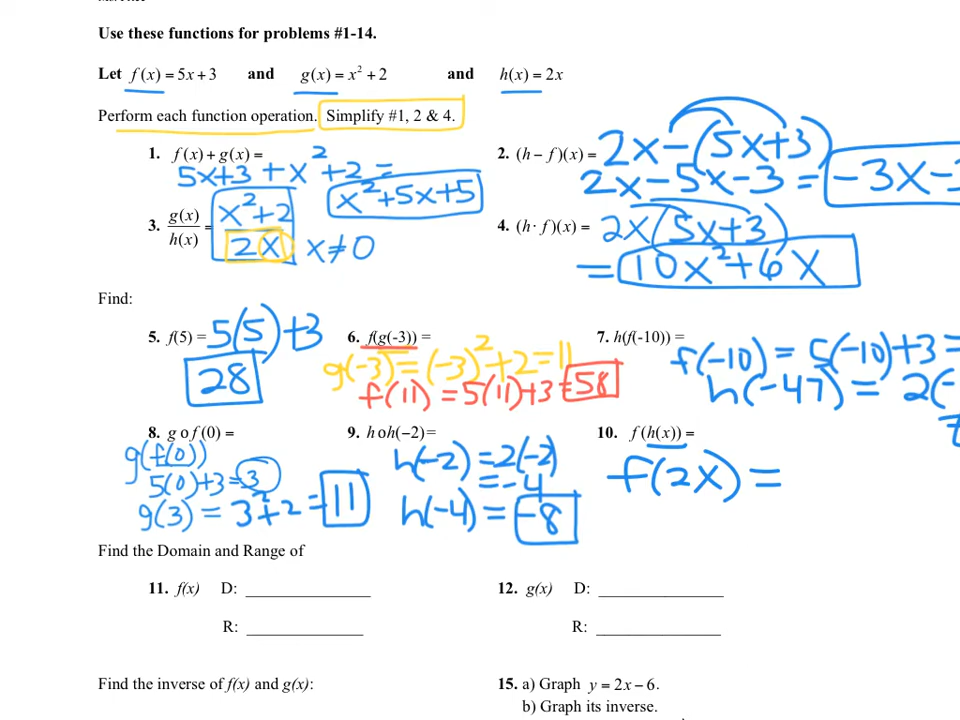 Use these functions for problems #1-14.
Let f(x) = 5x + 3 and g(x) = x² + 2 and h(x) = 2x
Perform each function operation. Simplify #1, 2 & 4.
1. f(x) + g(x) =
5x+3 + x² + 2 =
x² + 5x + 5
2. (h − f)(x) = 2x − (5x + 3)
2x − 5x − 3 = −3x −
3. g(x)/h(x) = x² + 2 / 2x x ≠ 0
4. (h · f)(x) = 2x(5x + 3)
= 10x² + 6x
Find:
5. f(5) = 5(5) + 3
28
6. f(g(-3)) =
g(−3) = (−3)² + 2 = 11
f(11) = 5(11) + 3 = 58
7. h(f(-10)) =
f(−10) = 5(−10) + 3 =
h(−47) = 2(−
8. g o f(0) =
g(f(0))
5(0) + 3 = 3
g(3) = 3² + 2 = 11
9. h o h(−2) =
h(−2) = 2(−2)
= −4
h(−4) = −8
10. f(h(x)) =
f(2x) =
Find the Domain and Range of
11. f(x) D: ______________
R: ______________
12. g(x) D: ______________
R: ______________
Find the inverse of f(x) and g(x):
15. a) Graph y = 2x − 6.
b) Graph its inverse.